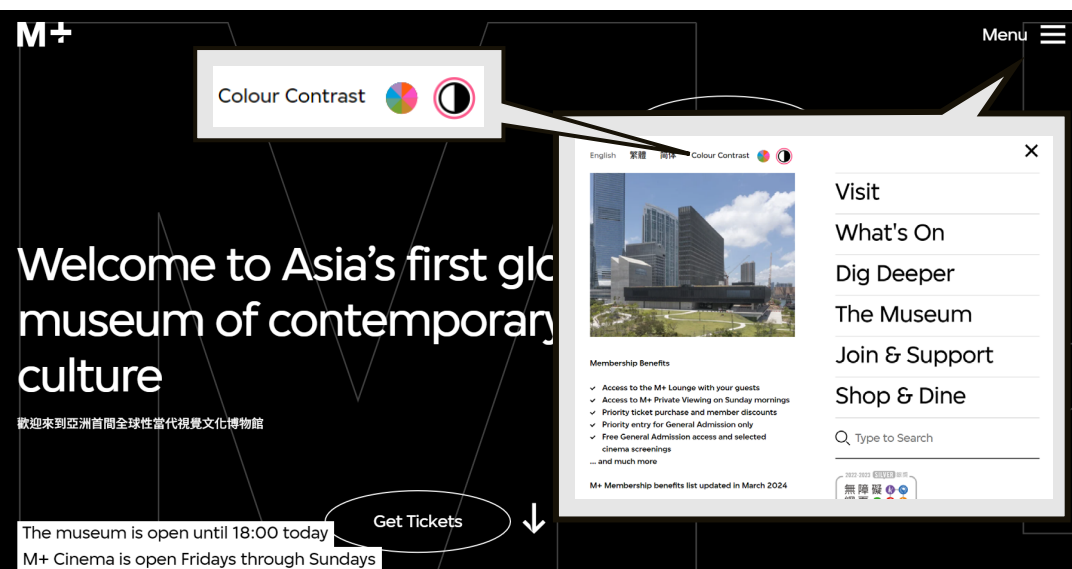 M+
Menu
Colour Contrast
English 繁體 简体 Colour Contrast
Visit
What's On
Dig Deeper
The Museum
Join & Support
Shop & Dine
Type to Search
2022-2023 SILVER
無障礙
Membership Benefits
Access to the M+ Lounge with your guests
Access to M+ Private Viewing on Sunday mornings
Priority ticket purchase and member discounts
Priority entry for General Admission only
Free General Admission access and selected
cinema screenings
... and much more
M+ Membership benefits list updated in March 2024
Welcome to Asia's first glo
museum of contemporary
culture
歡迎來到亞洲首間全球性當代視覺文化博物館
Get Tickets
The museum is open until 18:00 today
M+ Cinema is open Fridays through Sundays